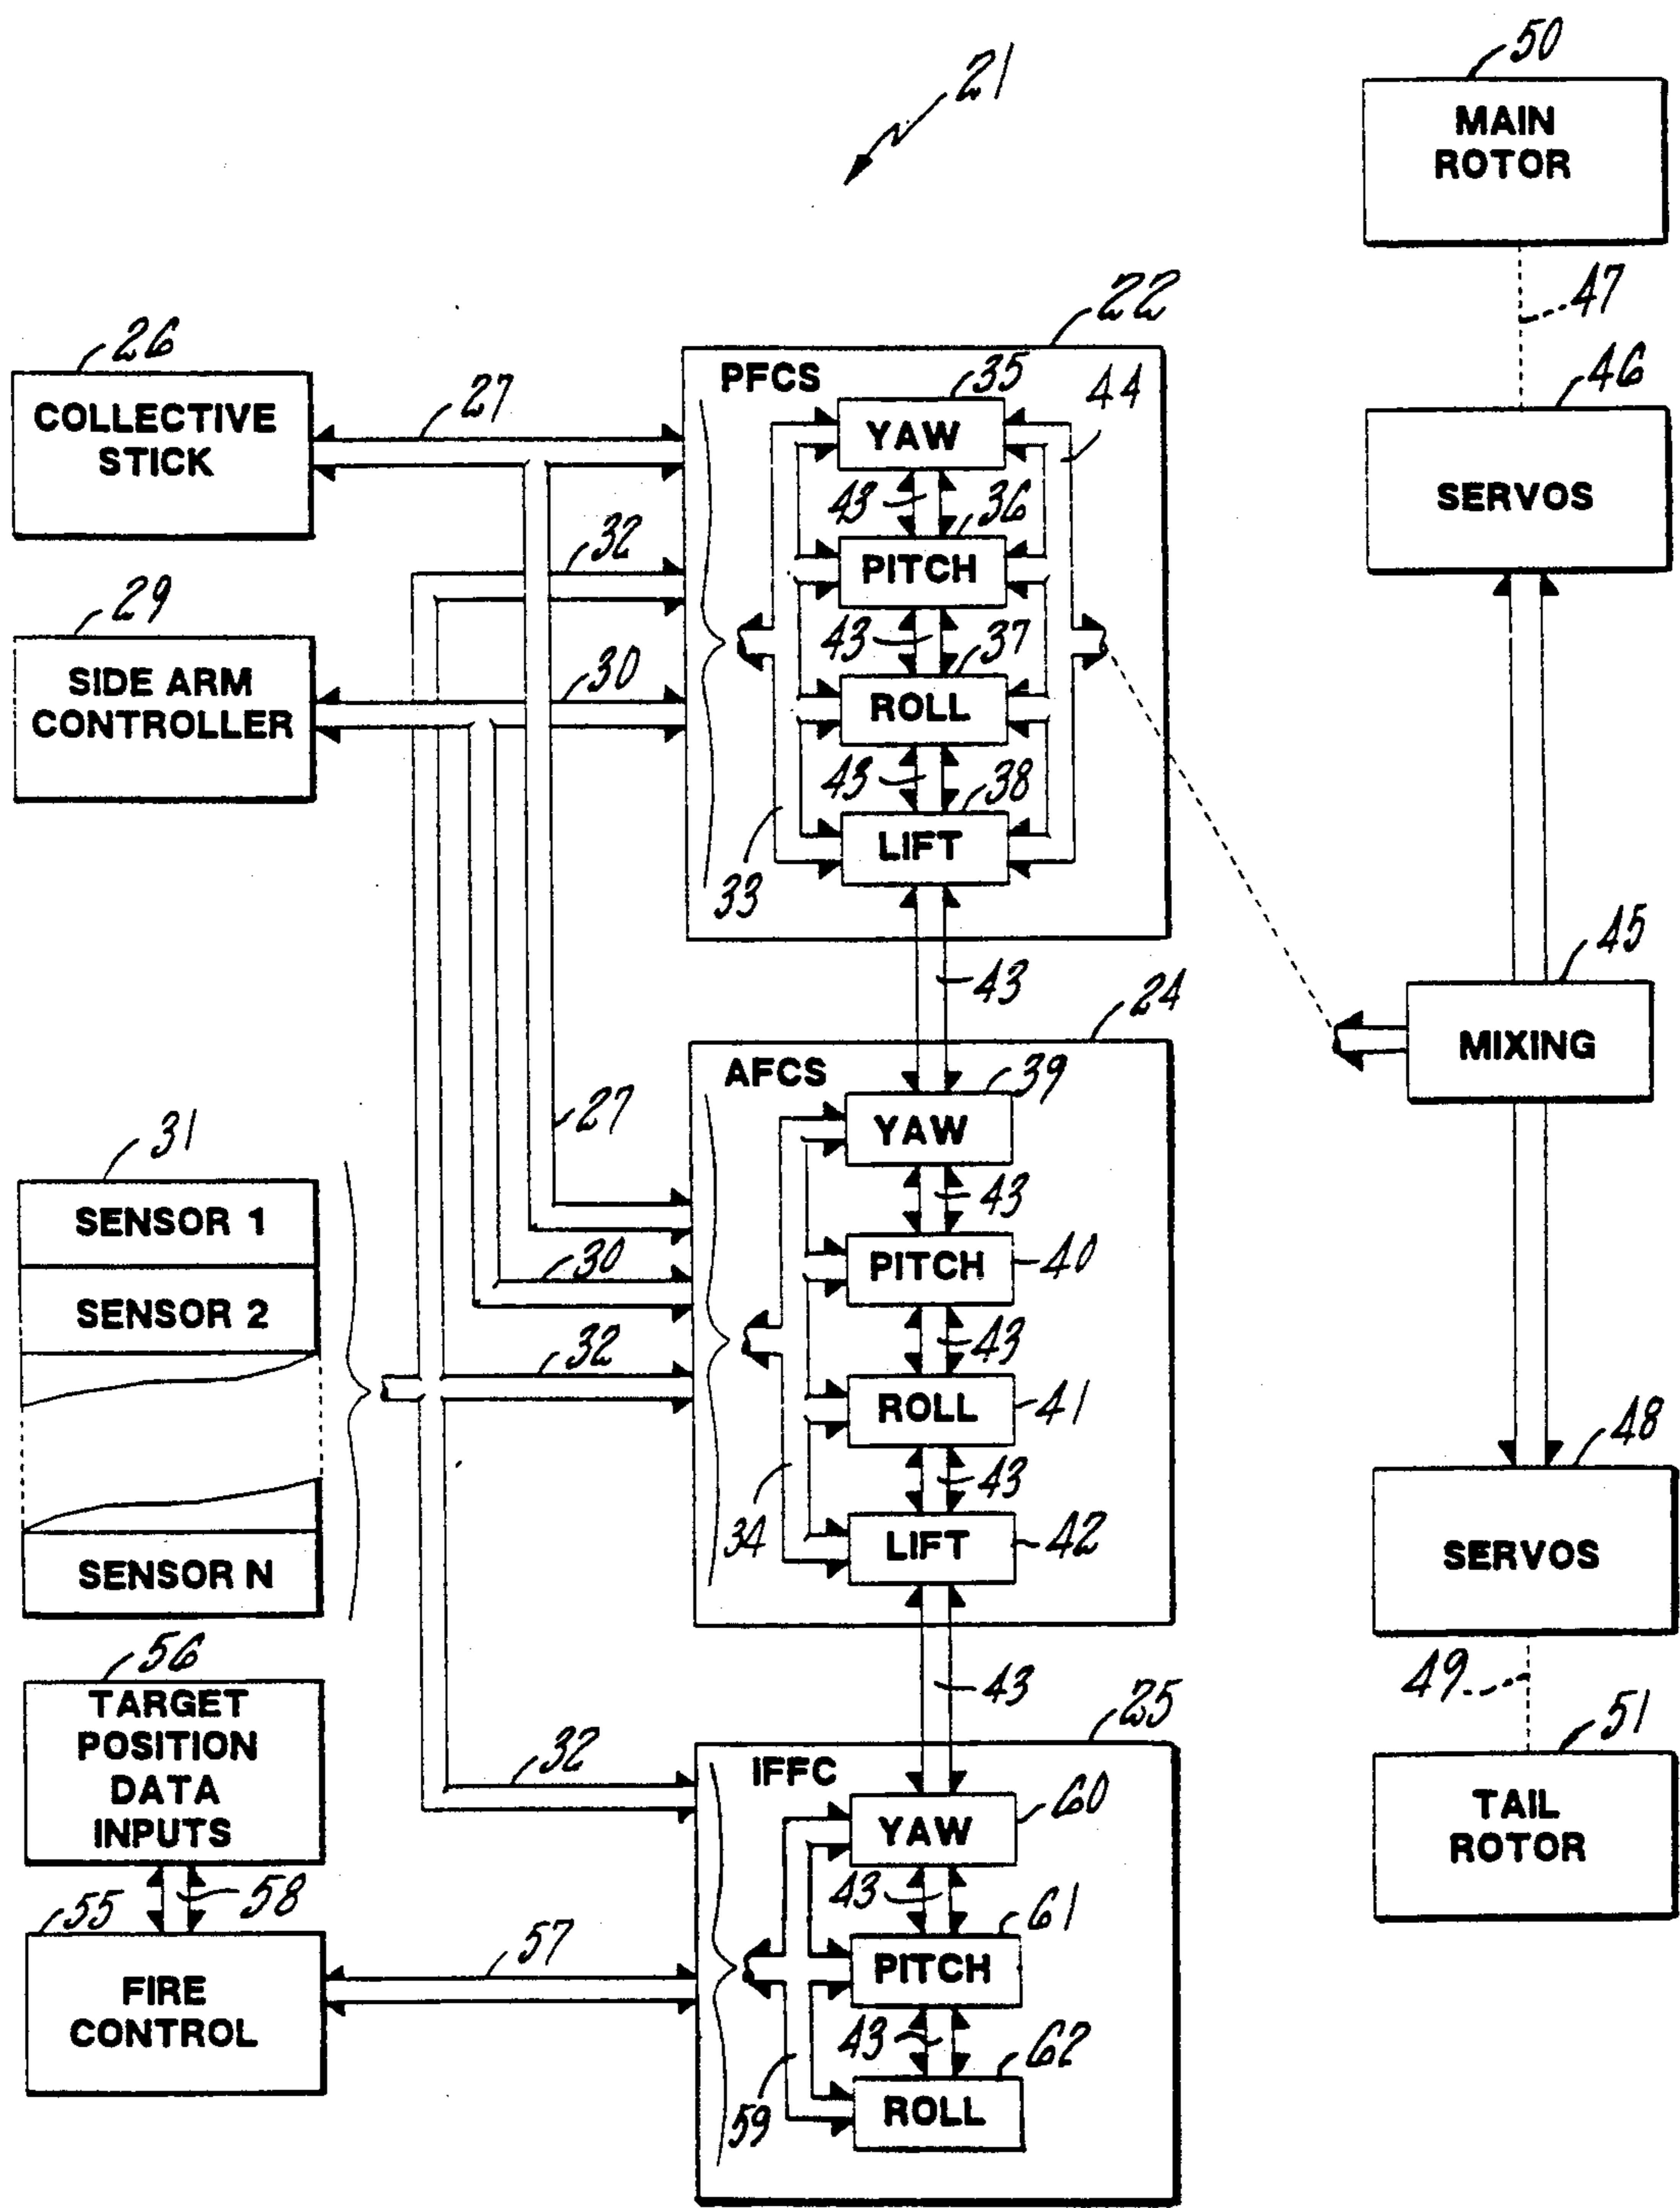 21
50
MAIN
ROTOR
47
46
SERVOS
26
COLLECTIVE
STICK
27
22
PFCS
35
YAW
44
43
36
PITCH
32
29
SIDE ARM
CONTROLLER
30
43
37
ROLL
43
38
LIFT
33
43
45
MIXING
24
AFCS
39
YAW
27
43
PITCH
40
30
43
32
ROLL
41
43
34
LIFT
42
31
SENSOR 1
SENSOR 2
SENSOR N
48
SERVOS
49
51
TAIL
ROTOR
43
25
IFFC
32
YAW
60
43
61
PITCH
43
62
ROLL
59
56
TARGET
POSITION
DATA
INPUTS
58
55
FIRE
CONTROL
57